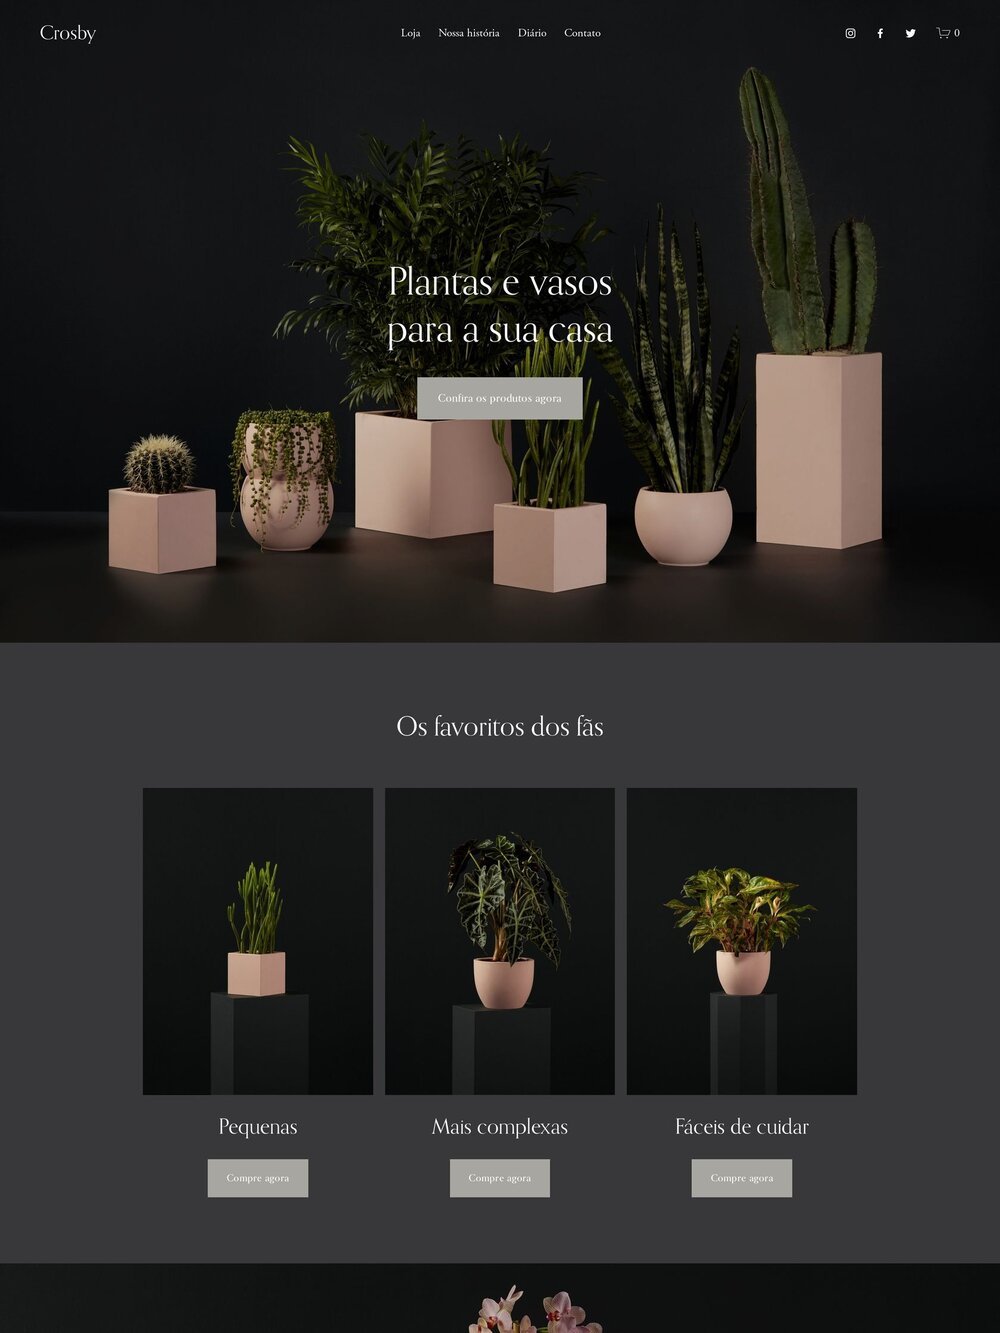 Crosby
Loja Nossa história Diário Contato
0
Plantas e vasos
para a sua casa
Confira os produtos agora
Os favoritos dos fãs
Pequenas
Mais complexas
Fáceis de cuidar
Compre agora
Compre agora
Compre agora